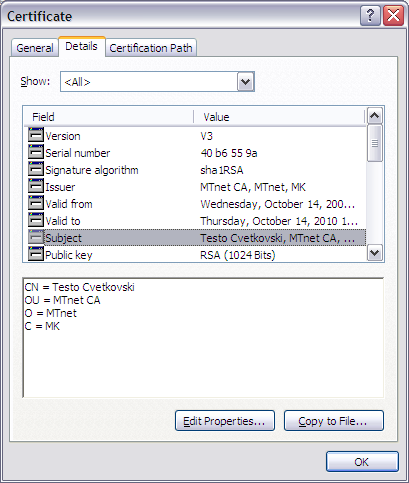 Certificate
General Details Certification Path
Show: <All>
Field Value
Version V3
Serial number 40 b6 55 9a
Signature algorithm sha1RSA
Issuer MTnet CA, MTnet, MK
Valid from Wednesday, October 14, 200...
Valid to Thursday, October 14, 2010 1...
Subject Testo Cvetkovski, MTnet CA, ...
Public key RSA (1024 Bits)
CN = Testo Cvetkovski
OU = MTnet CA
O = MTnet
C = MK
Edit Properties... Copy to File...
OK